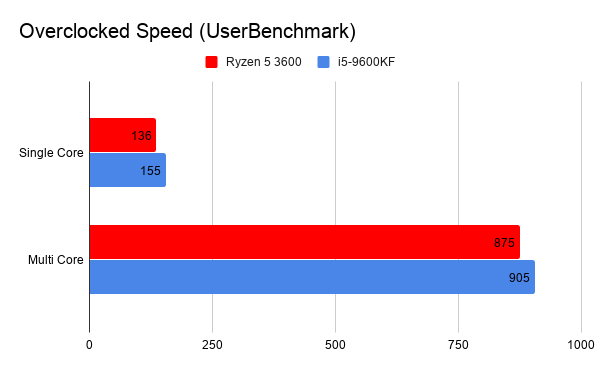 Overclocked Speed (UserBenchmark)
Ryzen 5 3600 i5-9600KF
Single Core 136
155
Multi Core 875
905
0 250 500 750 1000